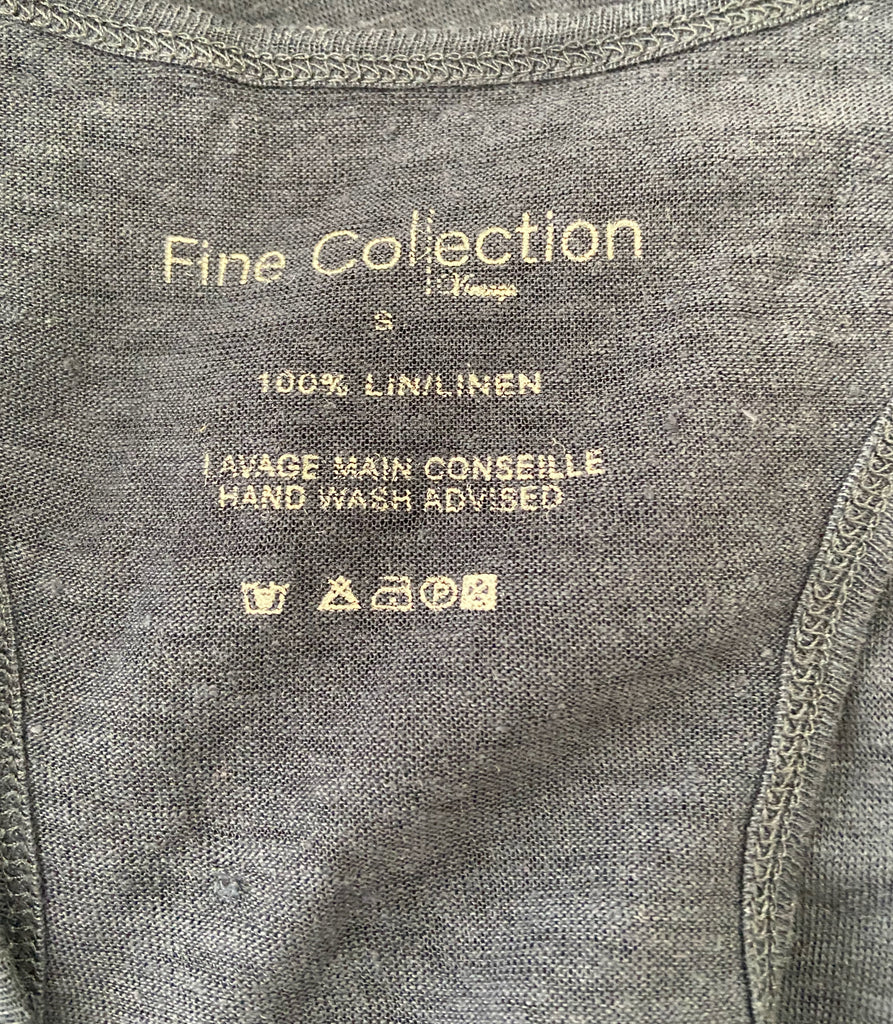 Fine Collection
S
100% LIN/LINEN
LAVAGE MAIN CONSEILLE
HAND WASH ADVISED
P